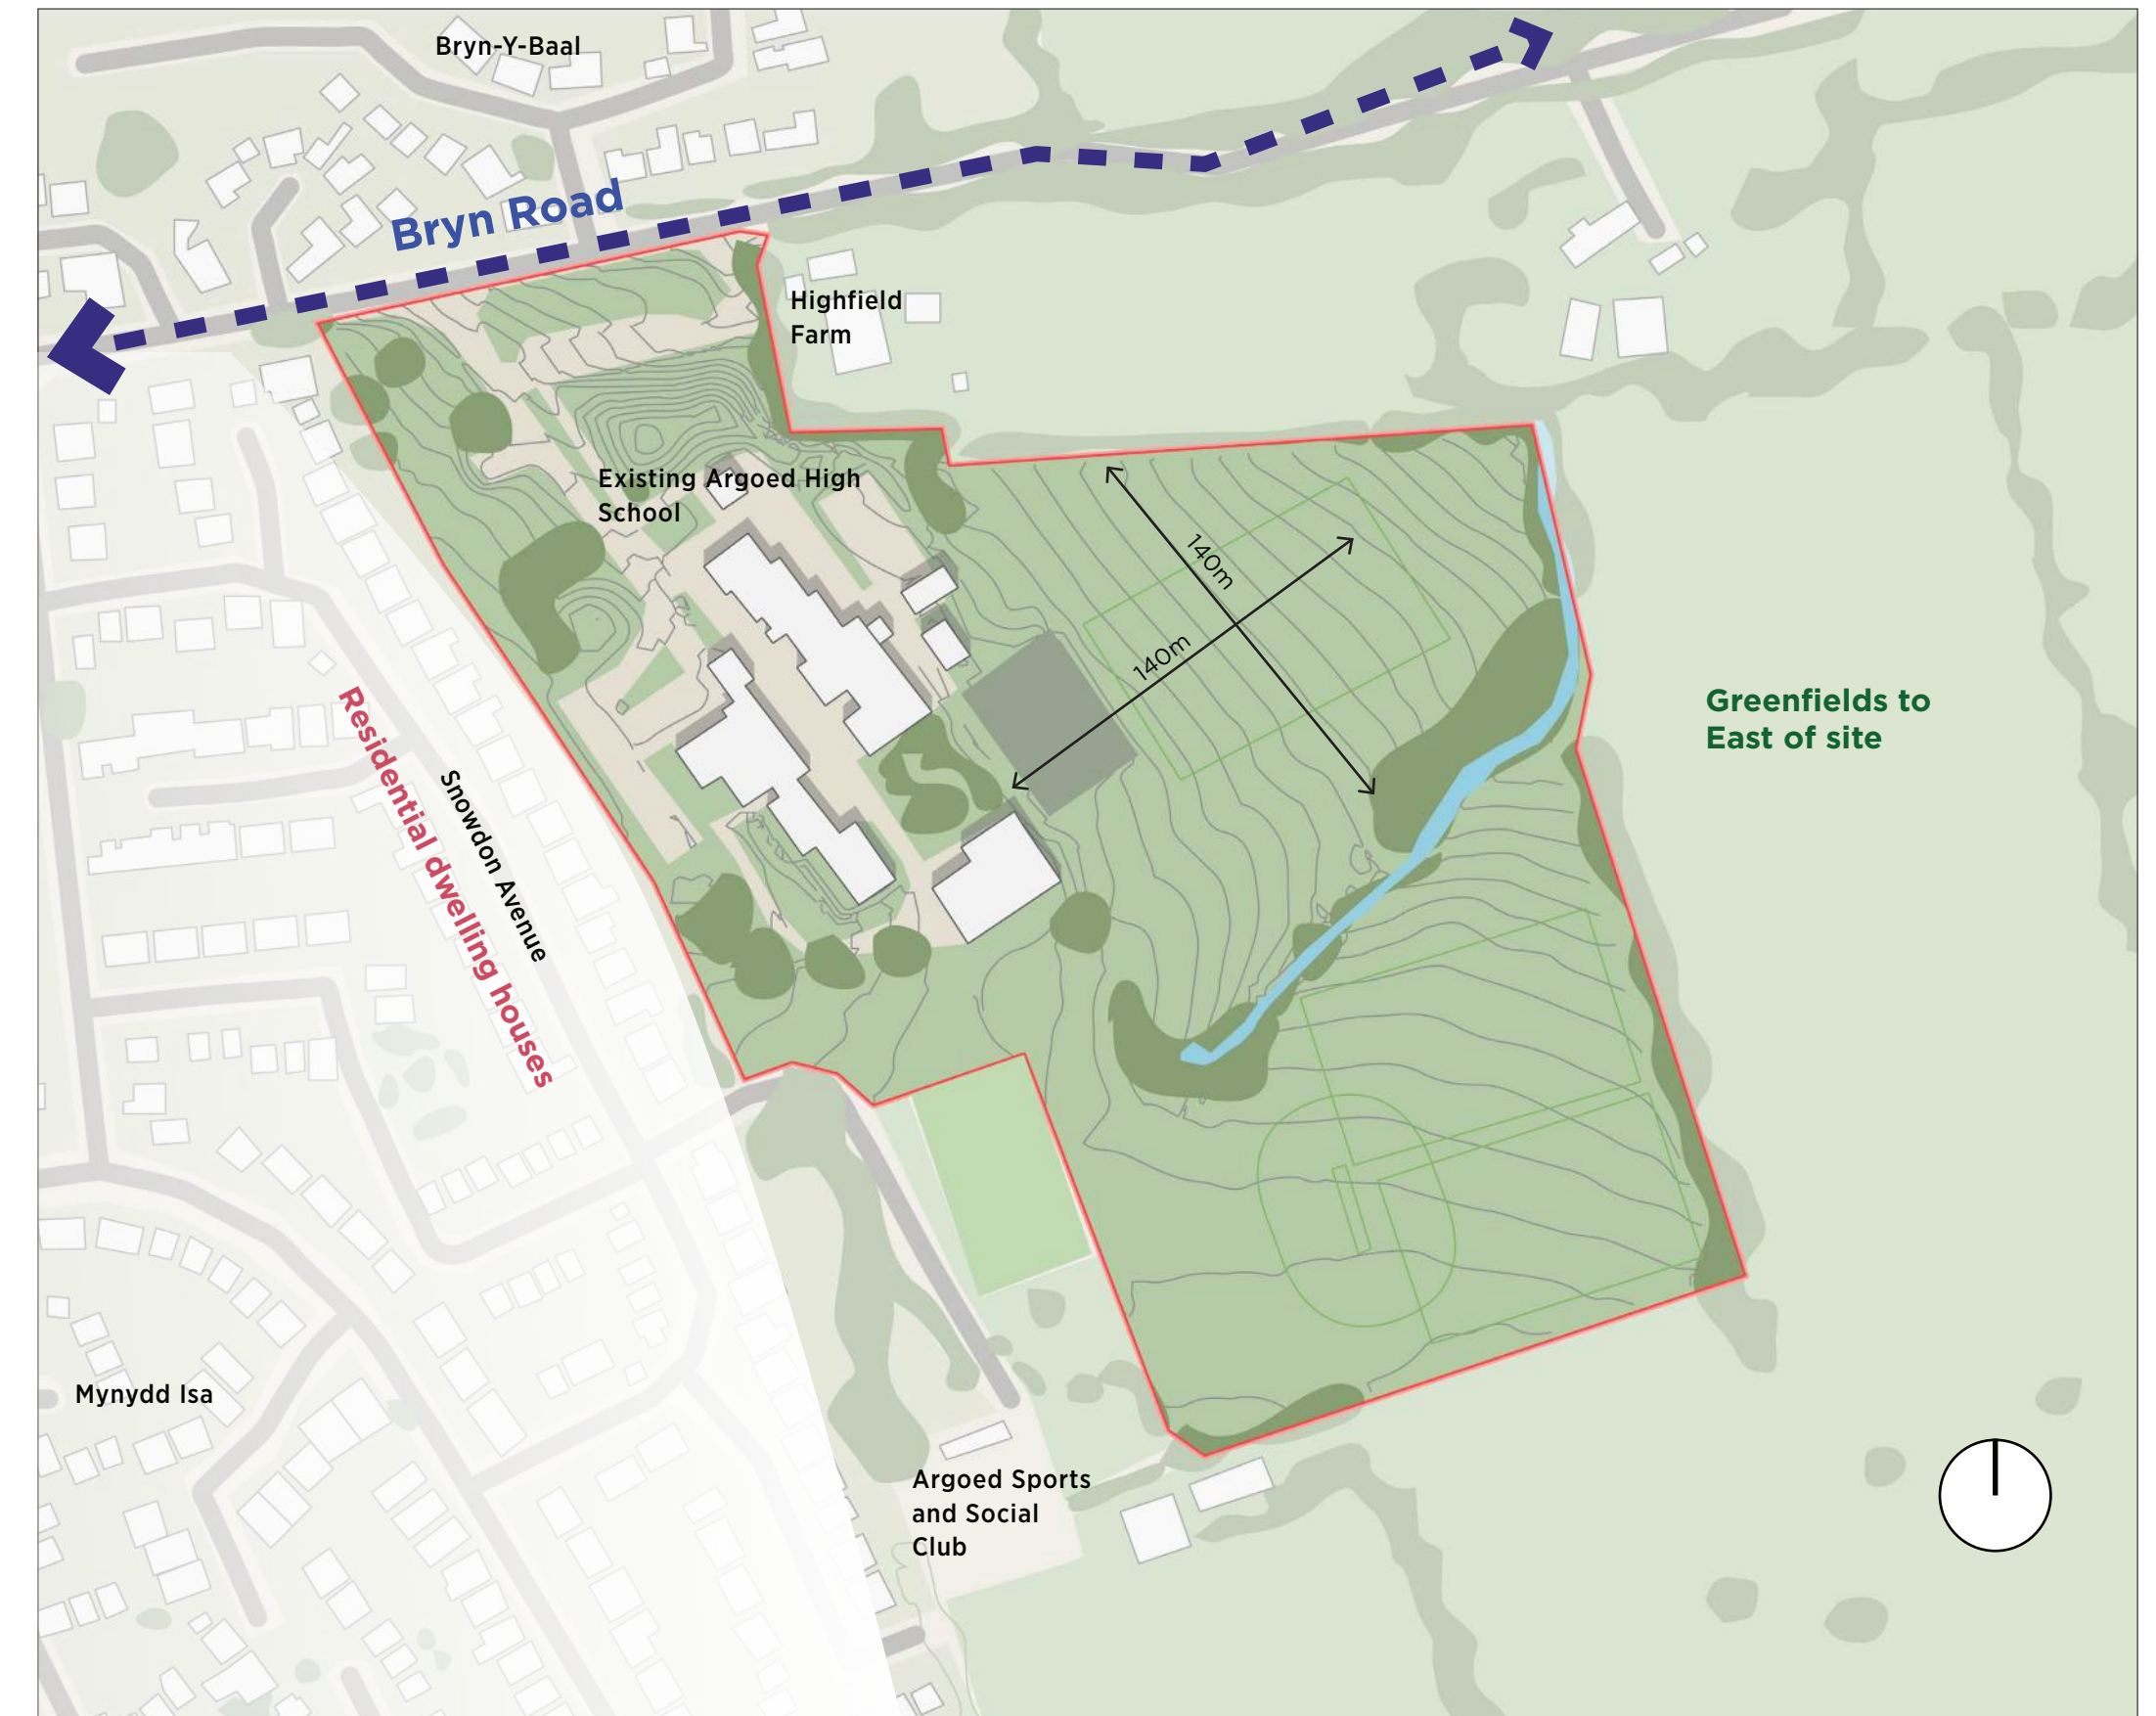 Bryn-Y-Baal
Bryn Road
Highfield
Farm
Existing Argoed High
School
140m
140m
Greenfields to
East of site
Residential dwelling houses
Snowdon Avenue
Mynydd Isa
Argoed Sports
and Social
Club